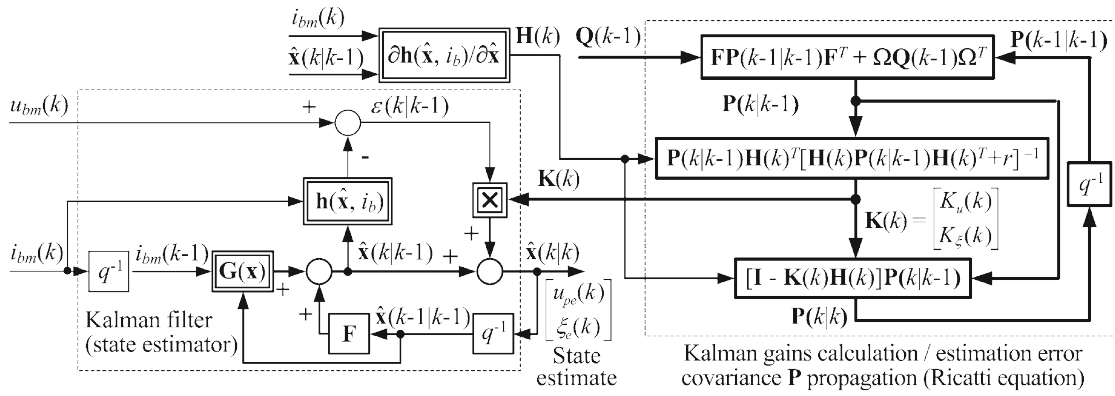 i_bm(k)
x̂(k|k-1)
∂h(x̂, i_b)/∂x̂
H(k)
Q(k-1)
FP(k-1|k-1)F^T + ΩQ(k-1)Ω^T
P(k-1|k-1)
P(k|k-1)
u_bm(k)
+
ε(k|k-1)
-
P(k|k-1)H(k)^T[H(k)P(k|k-1)H(k)^T+r]^-1
q^-1
h(x̂, i_b)
×
K(k)
K(k) = [K_u(k)
K_ξ(k)]
+
i_bm(k)
q^-1
i_bm(k-1)
G(x)
+
x̂(k|k-1)
+
x̂(k|k)
[I - K(k)H(k)]P(k|k-1)
P(k|k)
+
F
x̂(k-1|k-1)
q^-1
[u_pe(k)
ξ_e(k)]
Kalman filter
(state estimator)
State
estimate
Kalman gains calculation / estimation error
covariance P propagation (Ricatti equation)